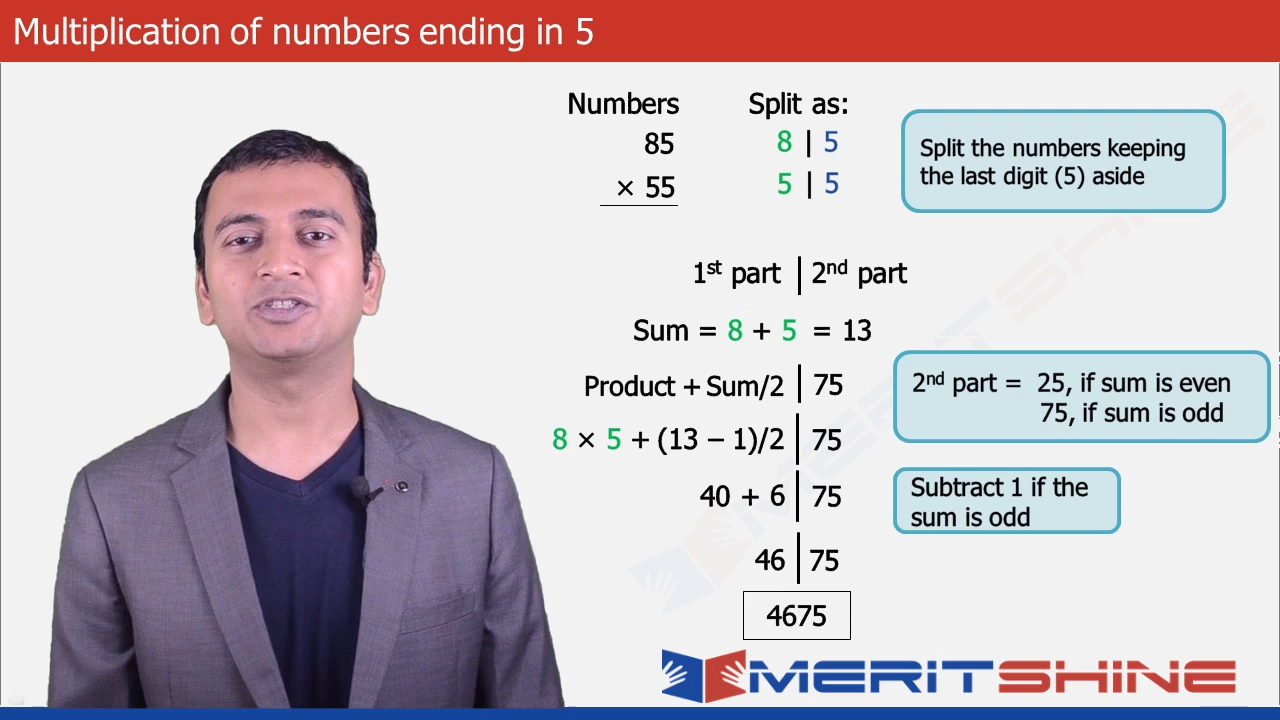 Multiplication of numbers ending in 5
Numbers Split as:
85 8 | 5
× 55 5 | 5
Split the numbers keeping
the last digit (5) aside
1st part | 2nd part
Sum = 8 + 5 = 13
Product + Sum/2 | 75
2nd part = 25, if sum is even
75, if sum is odd
8 × 5 + (13 – 1)/2 | 75
40 + 6 | 75
Subtract 1 if the
sum is odd
46 | 75
4675
MERITSHINE
MERITSHINE